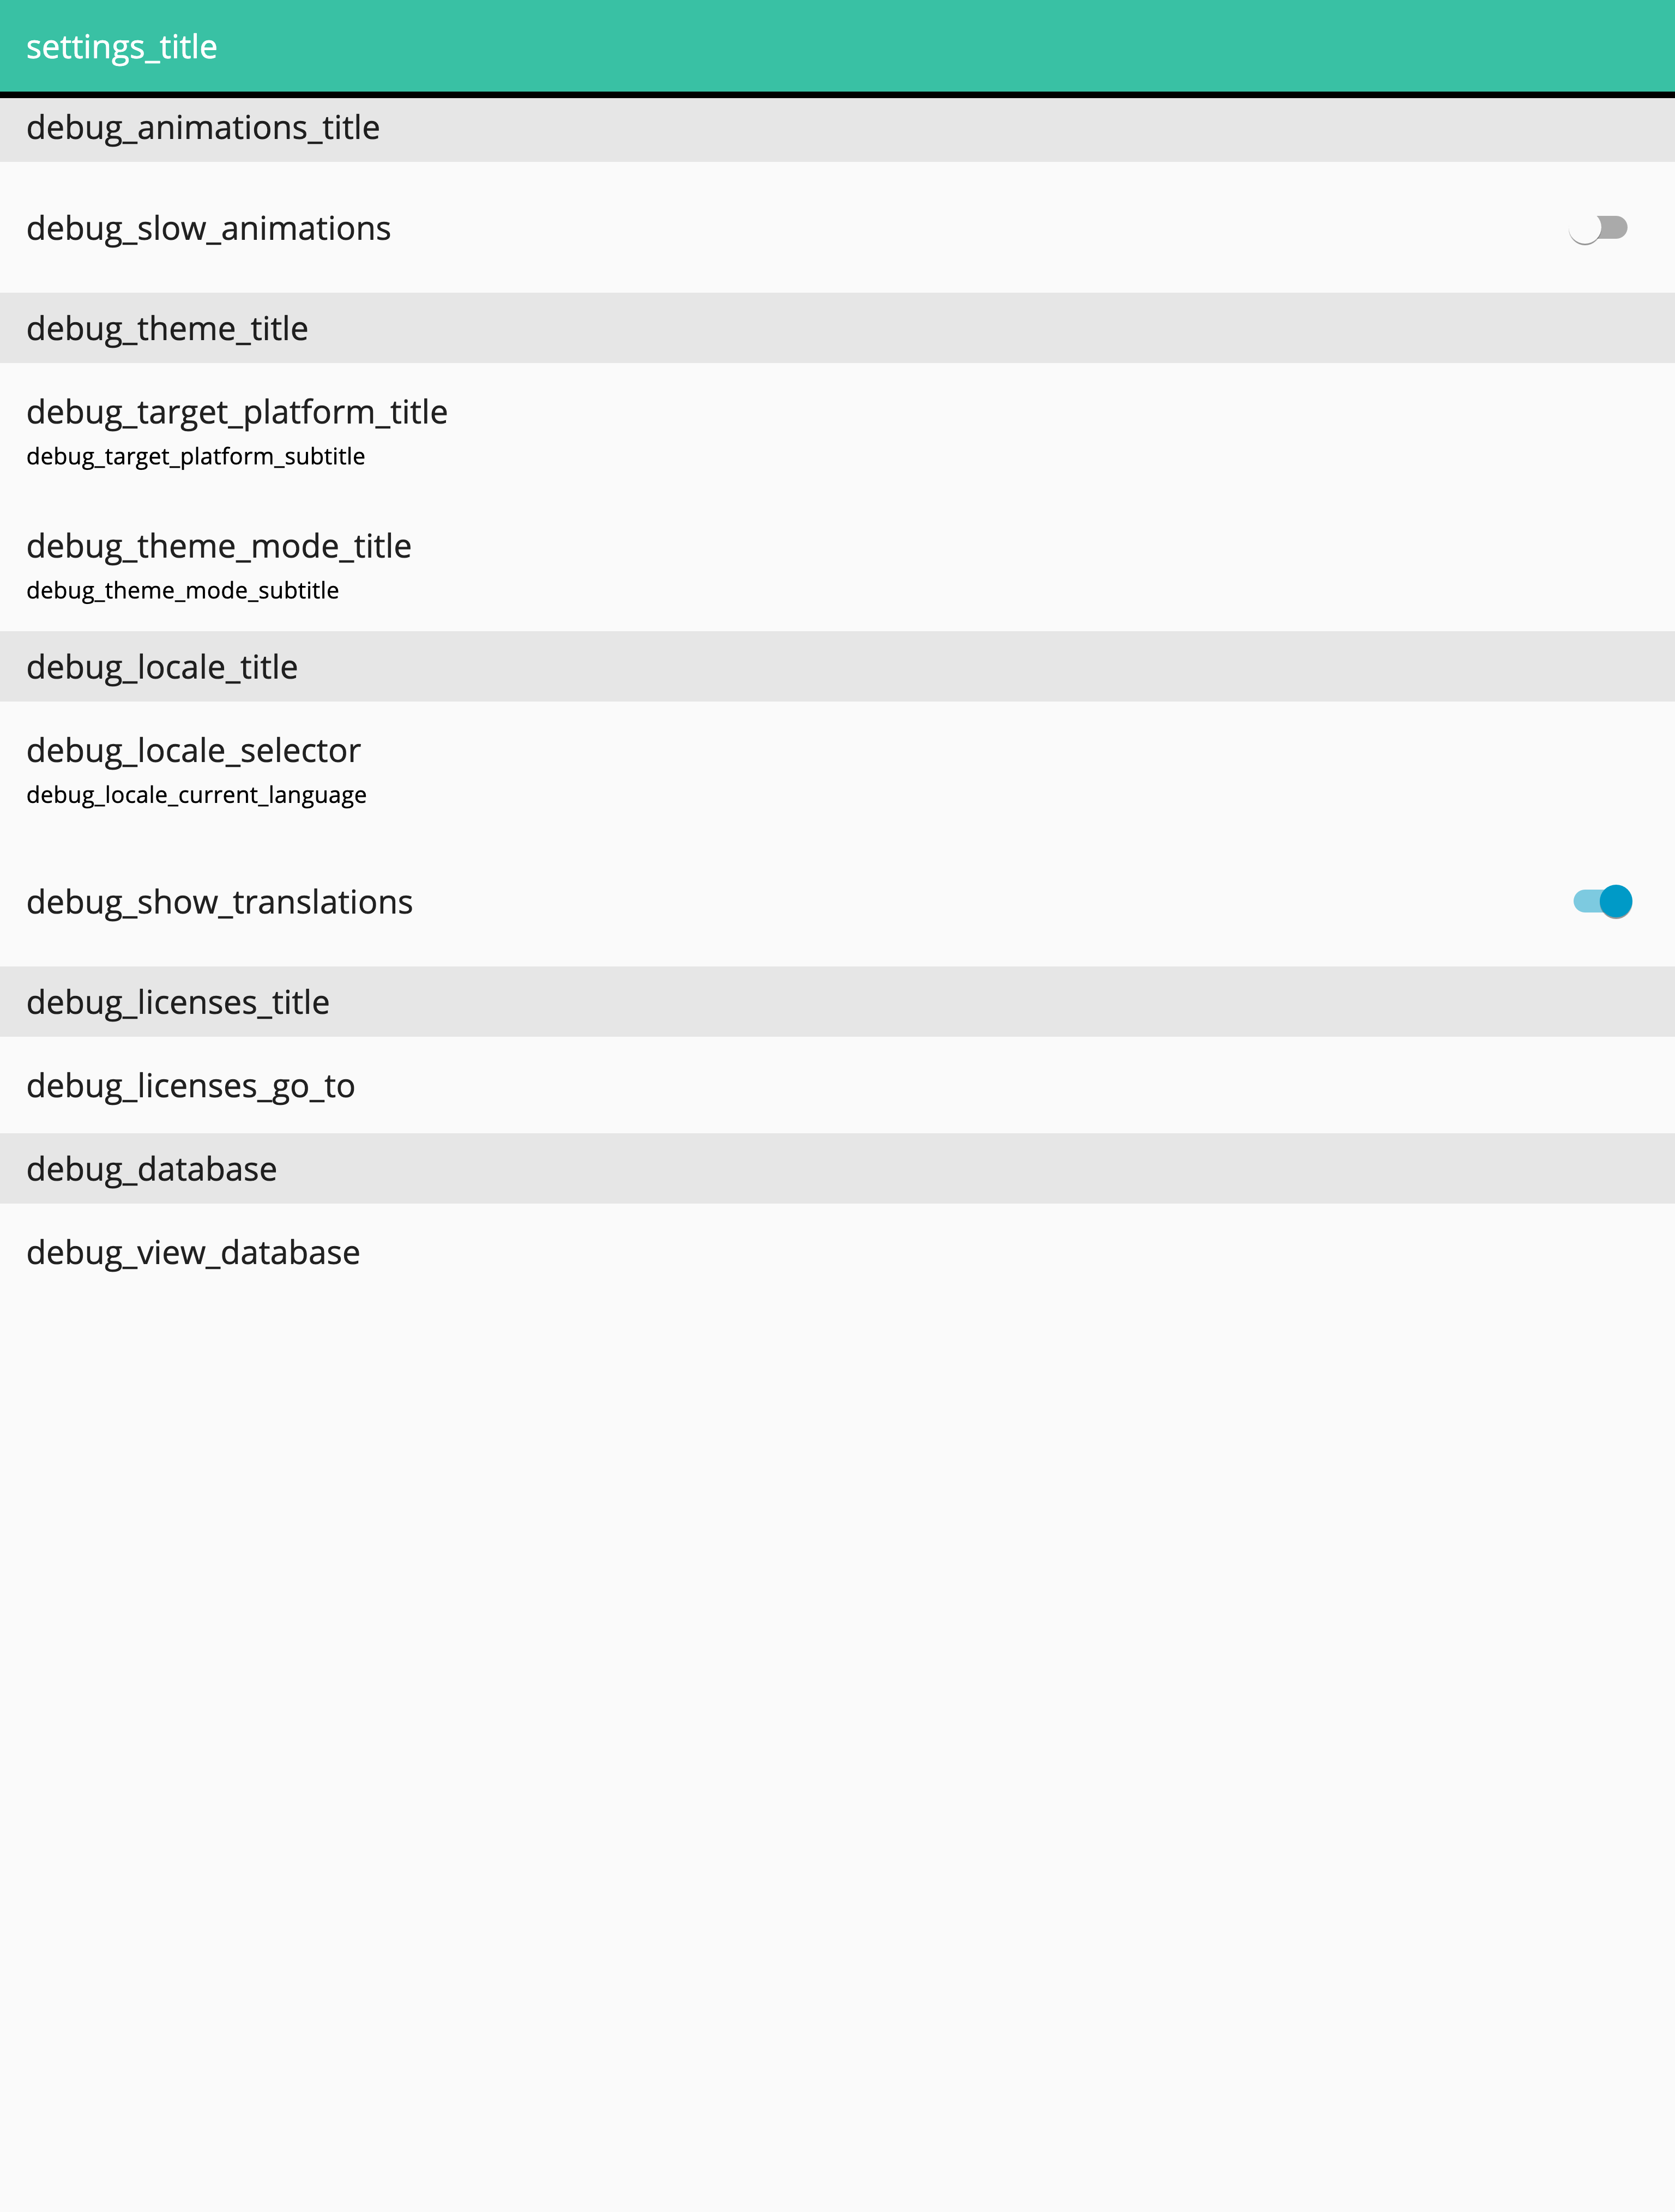 settings_title
debug_animations_title
debug_slow_animations
debug_theme_title
debug_target_platform_title
debug_target_platform_subtitle
debug_theme_mode_title
debug_theme_mode_subtitle
debug_locale_title
debug_locale_selector
debug_locale_current_language
debug_show_translations
debug_licenses_title
debug_licenses_go_to
debug_database
debug_view_database